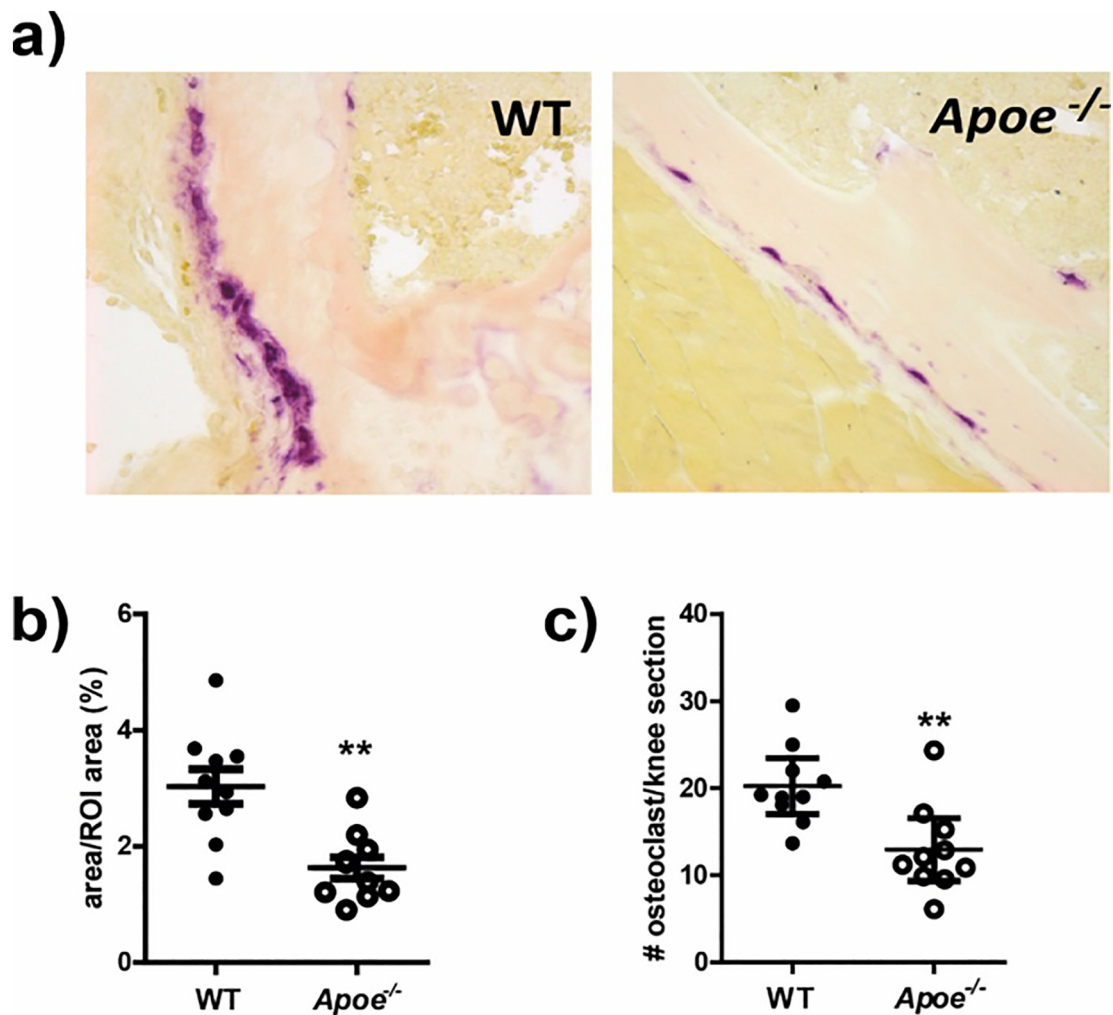 a)
WT
Apoe -/-
b)
area/ROI area (%)
6
4
2
0
**
WT
Apoe-/-
c)
# osteoclast/knee section
40
30
20
10
0
**
WT
Apoe-/-